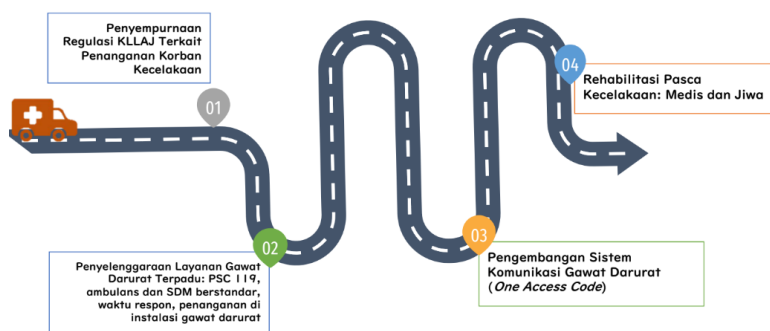 Penyempurnaan
Regulasi KLLAJ Terkait
Penanganan Korban
Kecelakaan
01
02
Penyelenggaraan Layanan Gawat
Darurat Terpadu: PSC 119,
ambulans dan SDM berstandar,
waktu respon, penanganan di
instalasi gawat darurat
03
Pengembangan Sistem
Komunikasi Gawat Darurat
(One Access Code)
04
Rehabilitasi Pasca
Kecelakaan: Medis dan Jiwa